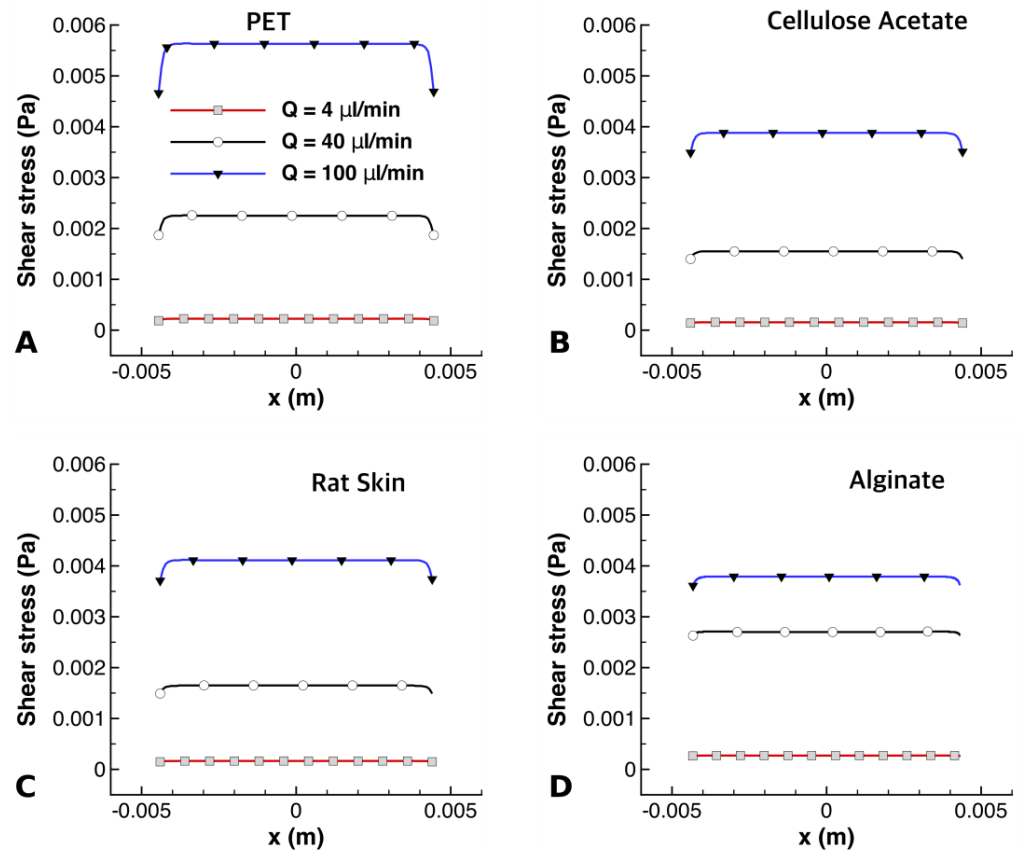 PET
0.006
0.005
0.004
0.003
0.002
0.001
0
Shear stress (Pa)
Q = 4 μl/min
Q = 40 μl/min
Q = 100 μl/min
A
-0.005 0 0.005
x (m)
Cellulose Acetate
0.006
0.005
0.004
0.003
0.002
0.001
0
Shear stress (Pa)
B
-0.005 0 0.005
x (m)
Rat Skin
0.006
0.005
0.004
0.003
0.002
0.001
0
Shear stress (Pa)
C
-0.005 0 0.005
x (m)
Alginate
0.006
0.005
0.004
0.003
0.002
0.001
0
Shear stress (Pa)
D
-0.005 0 0.005
x (m)